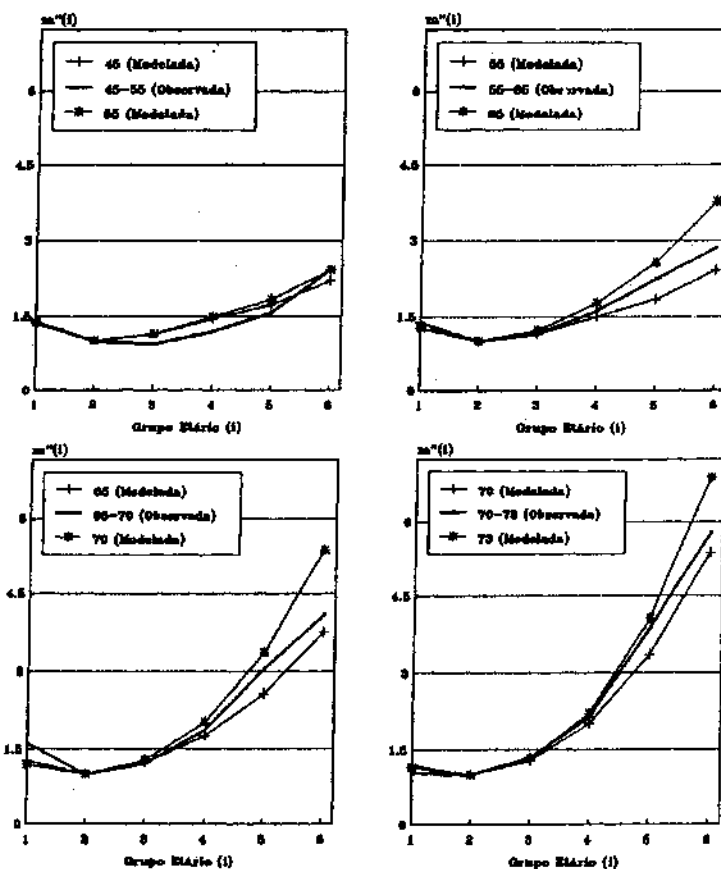 m"(i)
45 (Modelada)
45-55 (Observada)
55 (Modelada)
6
4.5
3
1.5
0
1 2 3 4 5 6
Grupo Etário (i)
m"(i)
55 (Modelada)
55-65 (Observada)
65 (Modelada)
6
4.5
3
1.5
0
1 2 3 4 5 6
Grupo Etário (i)
m"(i)
65 (Modelada)
65-70 (Observada)
70 (Modelada)
6
4.5
3
1.5
0
1 2 3 4 5 6
Grupo Etário (i)
m"(i)
70 (Modelada)
70-73 (Observada)
73 (Modelada)
6
4.5
3
1.5
0
1 2 3 4 5 6
Grupo Etário (i)